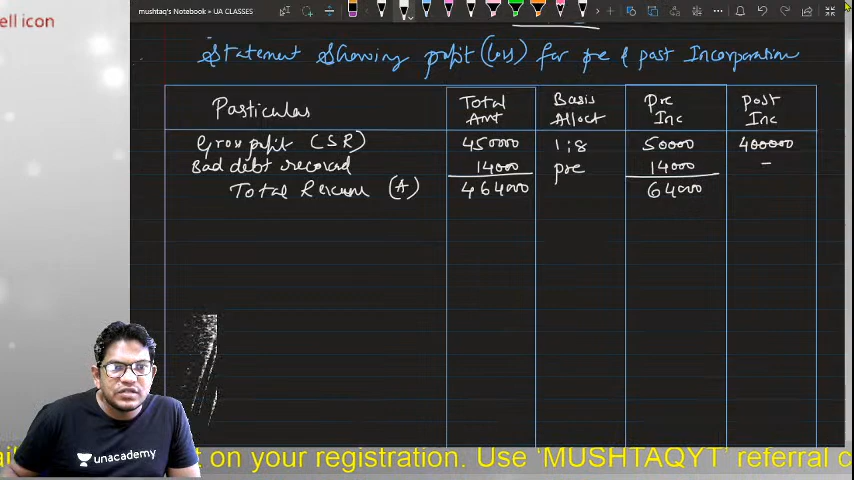 ell icon
mushtaq's Notebook » UA CLASSES
Statement Showing profit (loss) for pre & post Incorporation
Particulars Total Amt Basis Alloct Pre Inc post Inc
Gross profit (SR) 450000 1:8 50000 400000
Bad debt recovered 14000 pre 14000 –
Total Revenue (A) 464000 64000
unacademy
on your registration. Use 'MUSHTAQYT' referral c